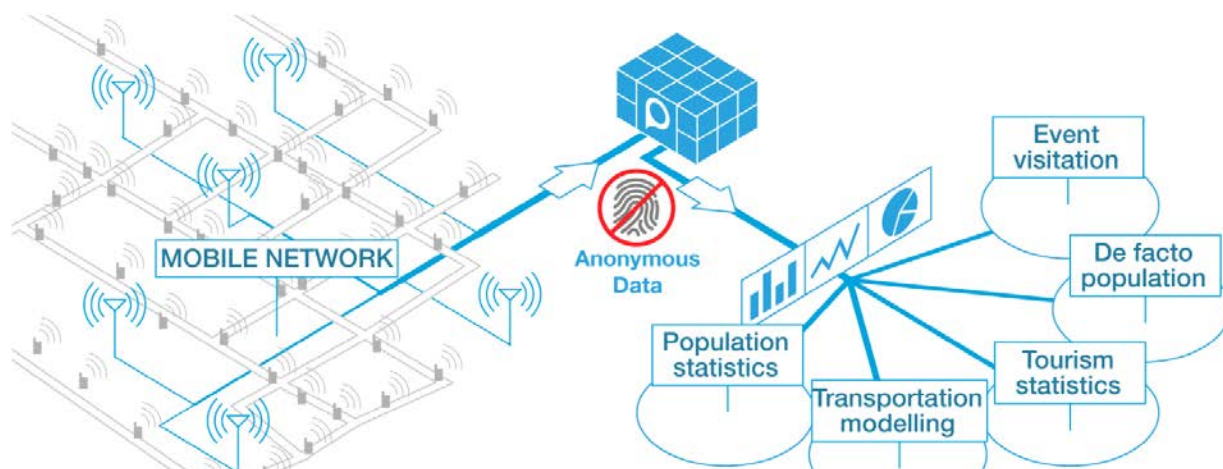 MOBILE NETWORK
Anonymous
Data
Event
visitation
De facto
population
Population
statistics
Transportation
modelling
Tourism
statistics